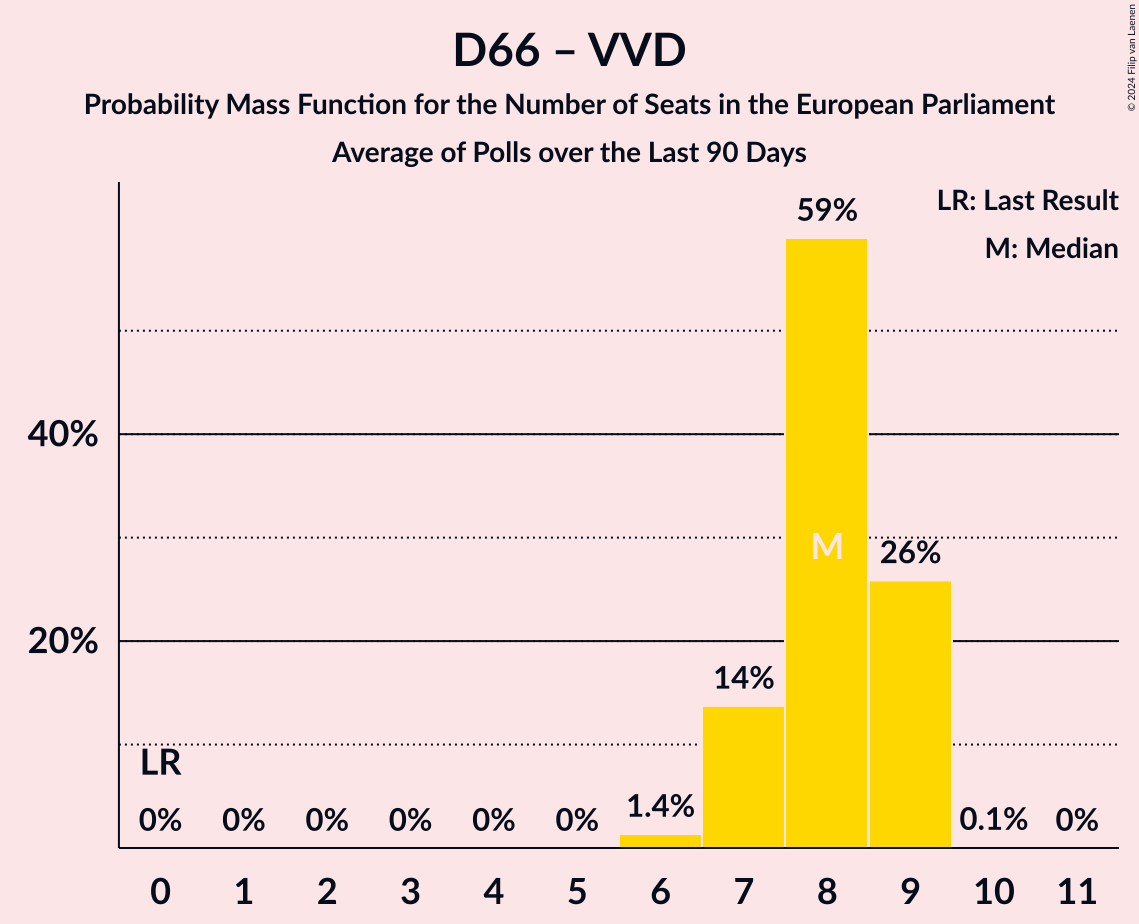 D66 – VVD
Probability Mass Function for the Number of Seats in the European Parliament
Average of Polls over the Last 90 Days
© 2024 Filip van Laenen
LR: Last Result
M: Median
59%
40%
M
26%
20%
14%
LR
0% 0% 0% 0% 0% 0% 1.4% 0.1% 0%
0 1 2 3 4 5 6 7 8 9 10 11